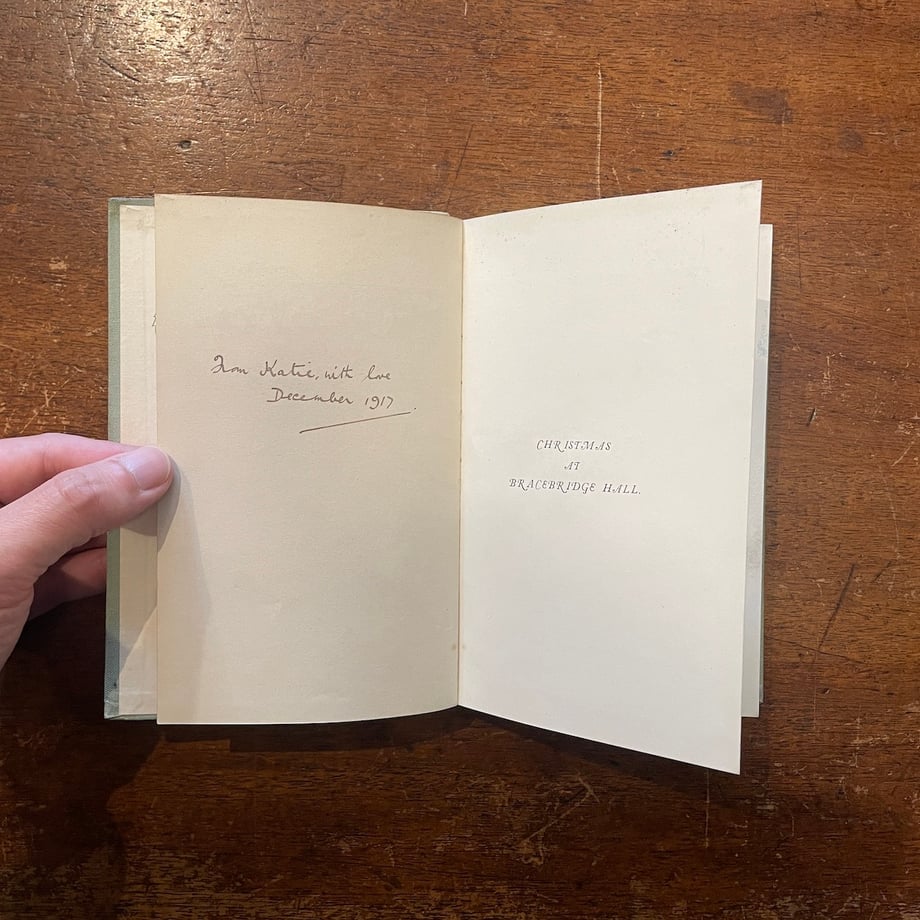 From Katie, with love
December 1917
CHRISTMAS
AT
BRACEBRIDGE HALL.